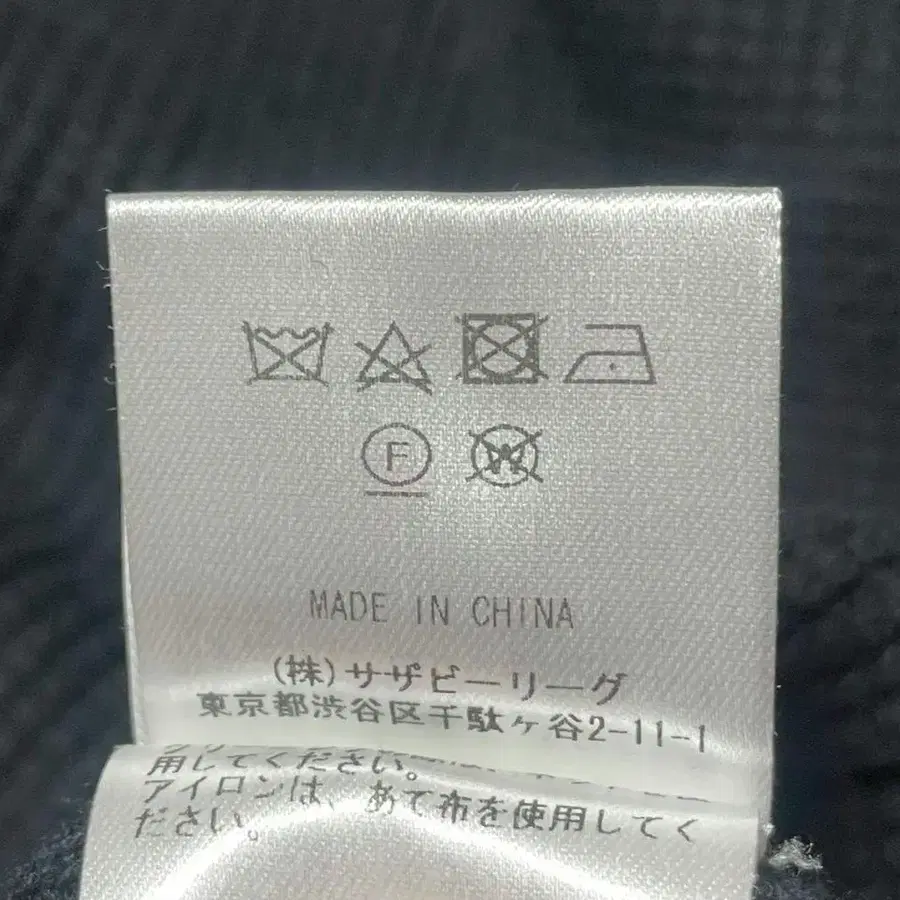 F
W
MADE IN CHINA
(株)サザビーリーグ
東京都渋谷区千駄ヶ谷2-11-1
用してください。
アイロンは、あて布を使用してく
ださい。